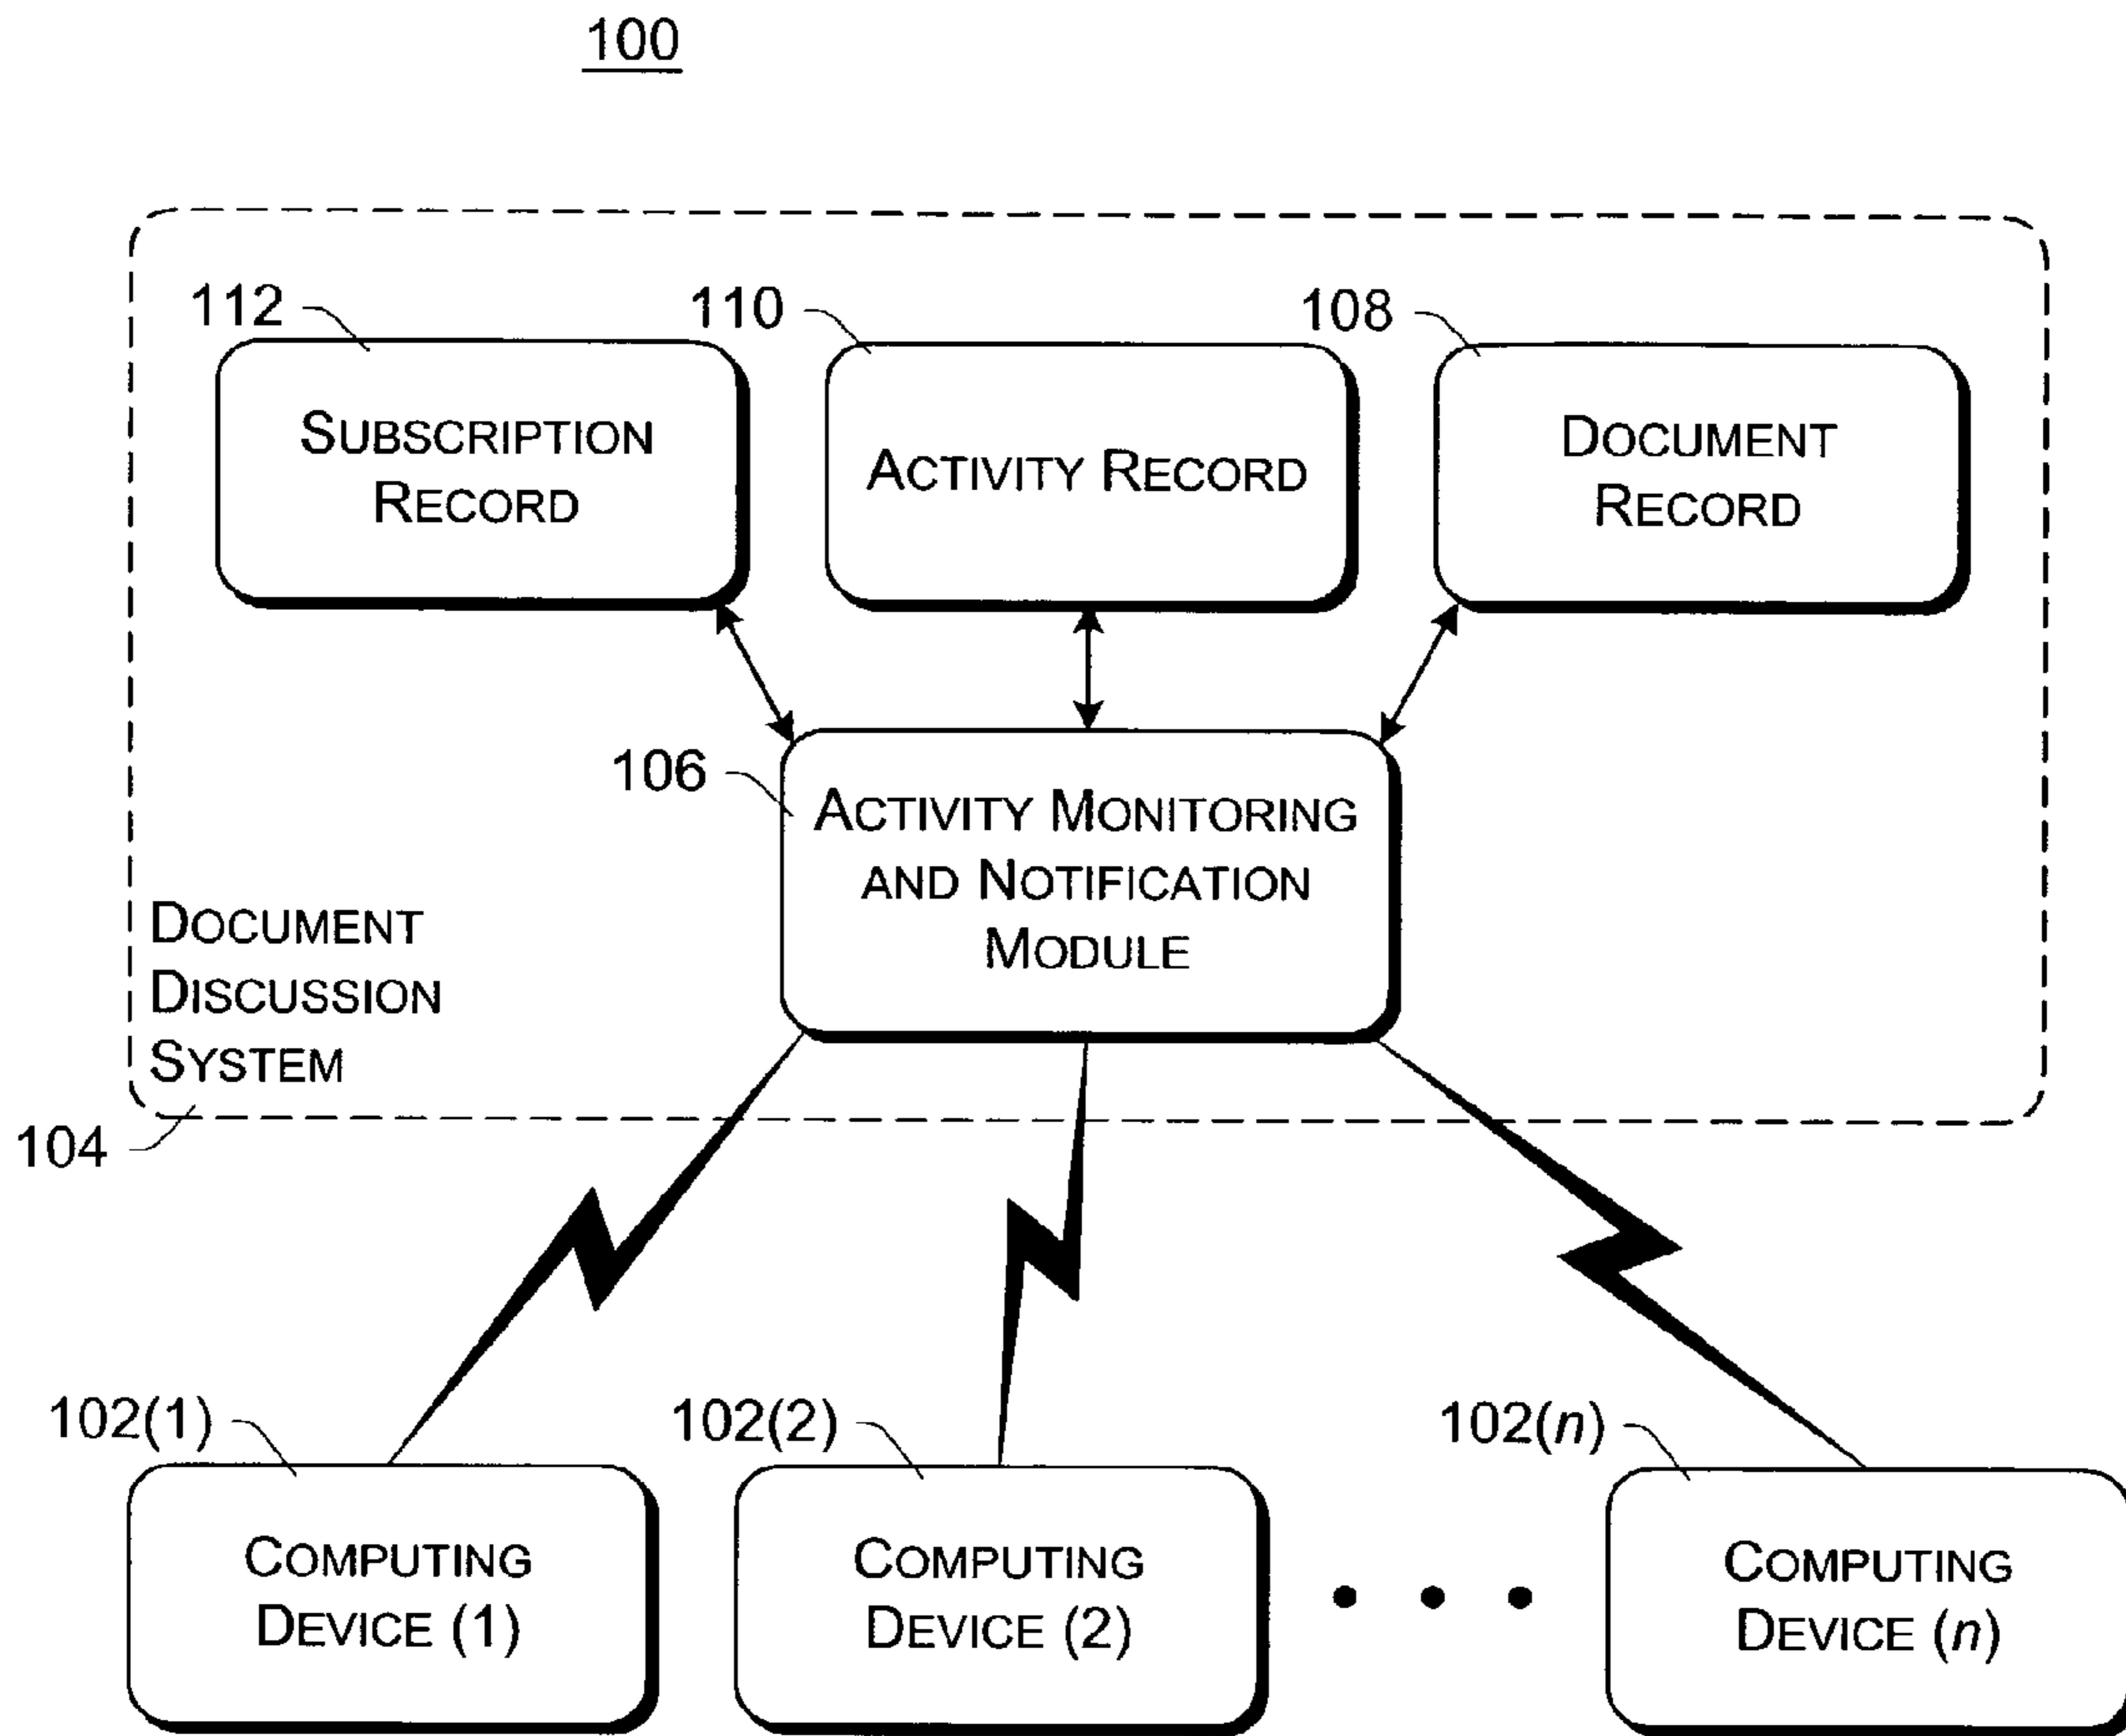 100
112
110
108
SUBSCRIPTION
RECORD
ACTIVITY RECORD
DOCUMENT
RECORD
106
ACTIVITY MONITORING
AND NOTIFICATION
MODULE
DOCUMENT
DISCUSSION
SYSTEM
104
102(1)
102(2)
102(n)
COMPUTING
DEVICE (1)
COMPUTING
DEVICE (2)
• • •
COMPUTING
DEVICE (n)